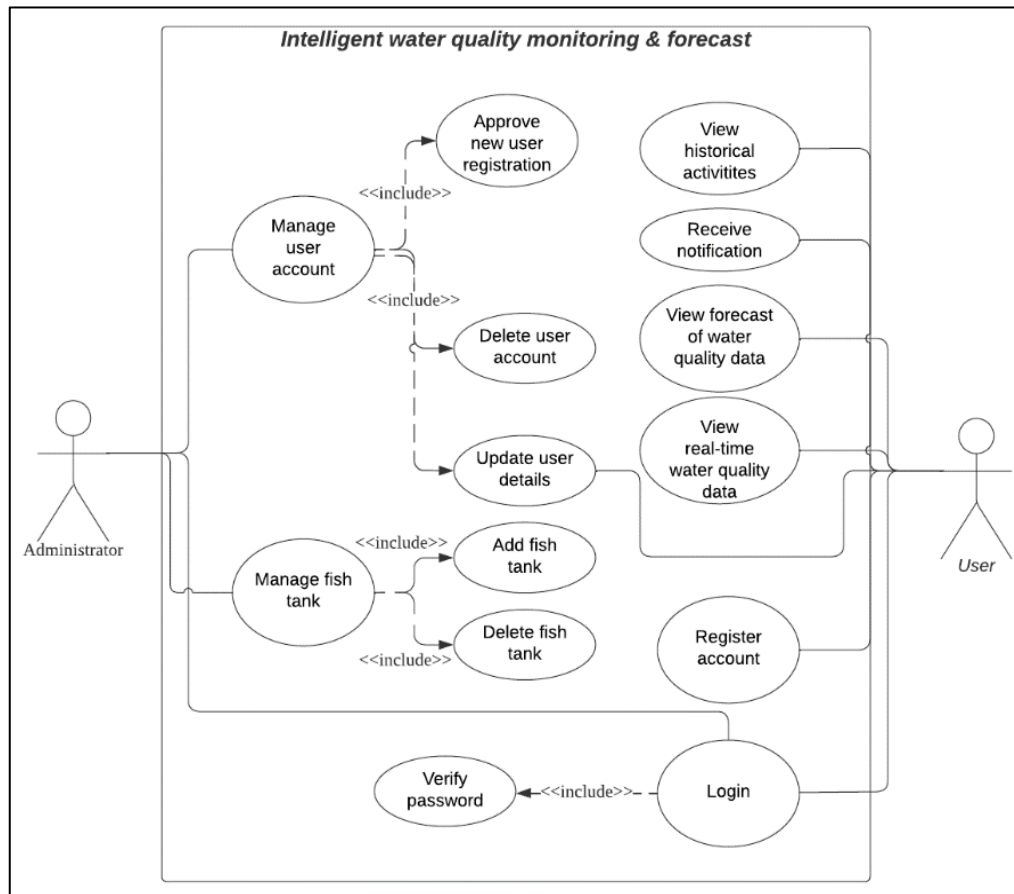 Intelligent water quality monitoring & forecast
Approve
new user
registration
View
historical
activitites
<<include>>
Manage
user
account
Receive
notification
<<include>>
View forecast
of water
quality data
Delete user
account
View
real-time
water quality
data
Update user
details
Administrator
User
<<include>>
Add fish
tank
Manage fish
tank
Delete fish
tank
<<include>>
Register
account
Verify
password
<<include>>
Login